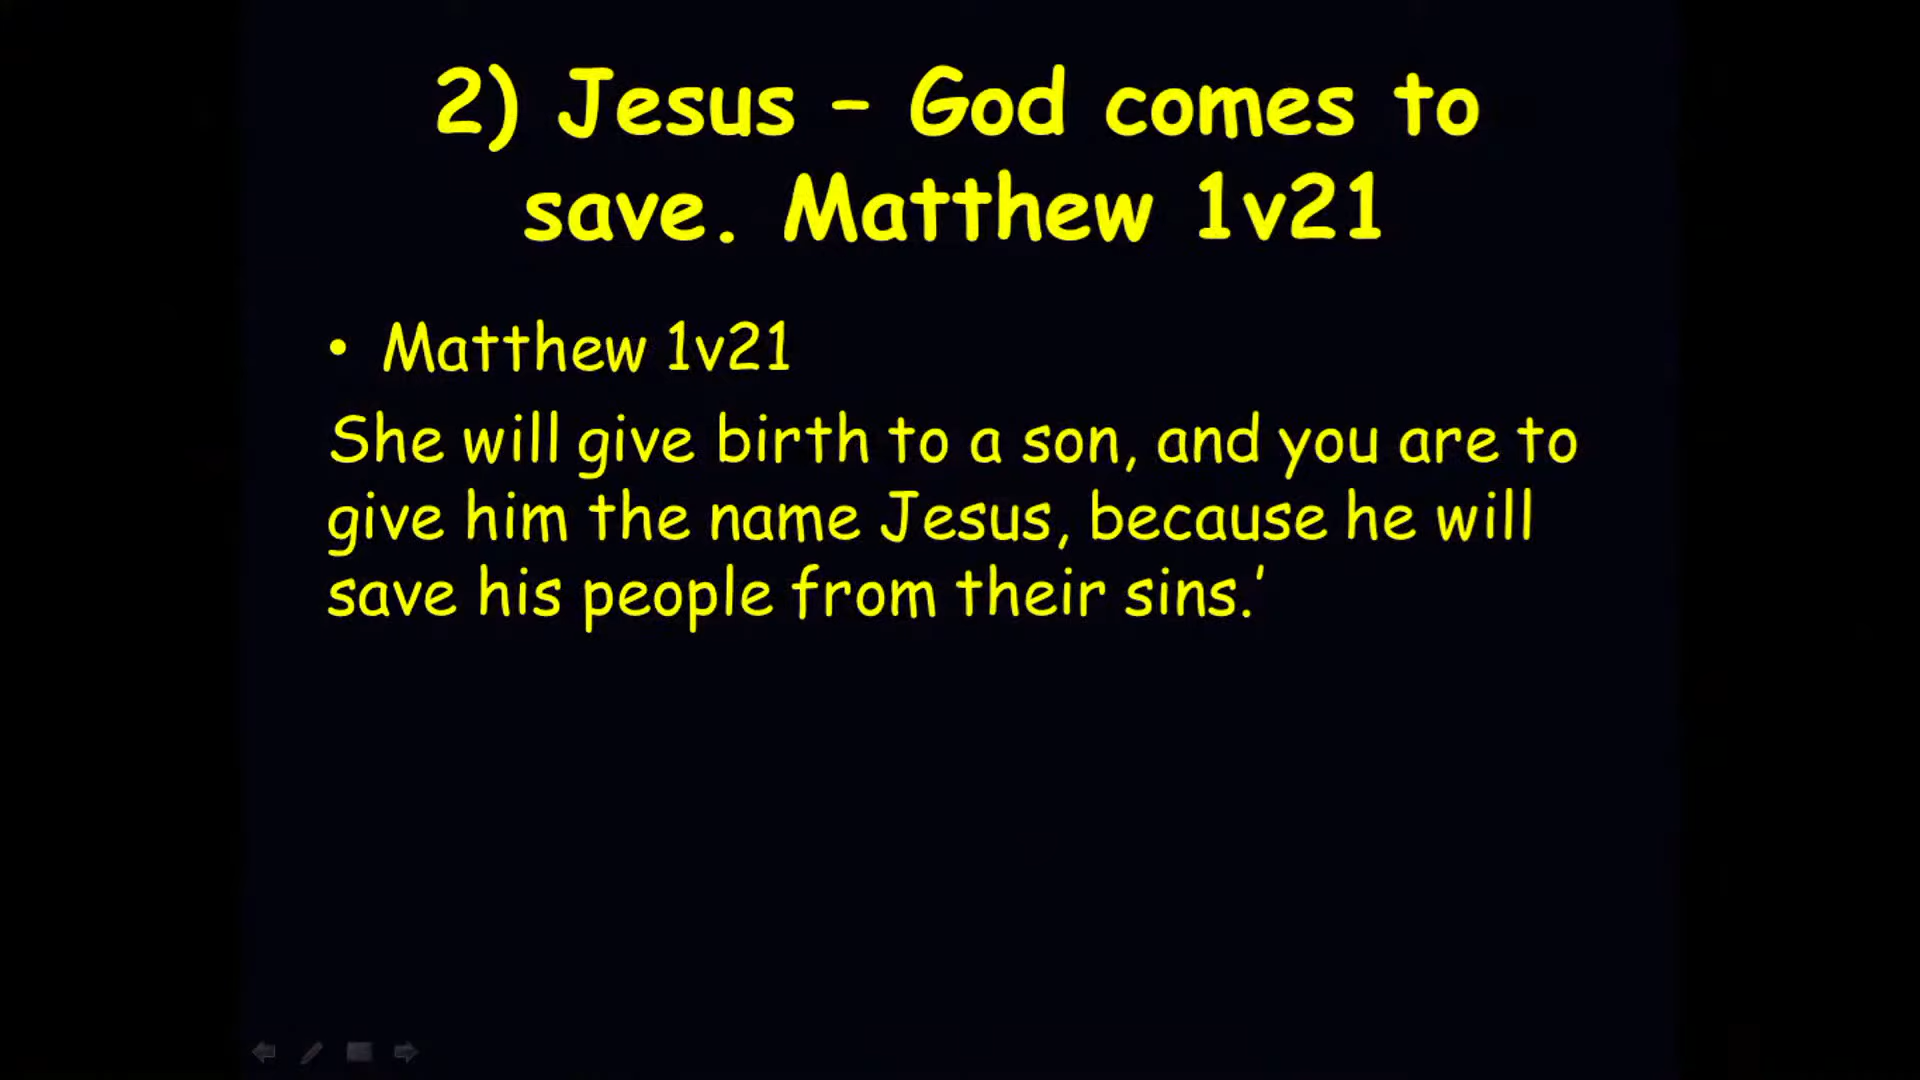 2) Jesus – God comes to
save. Matthew 1v21
• Matthew 1v21
She will give birth to a son, and you are to
give him the name Jesus, because he will
save his people from their sins.’